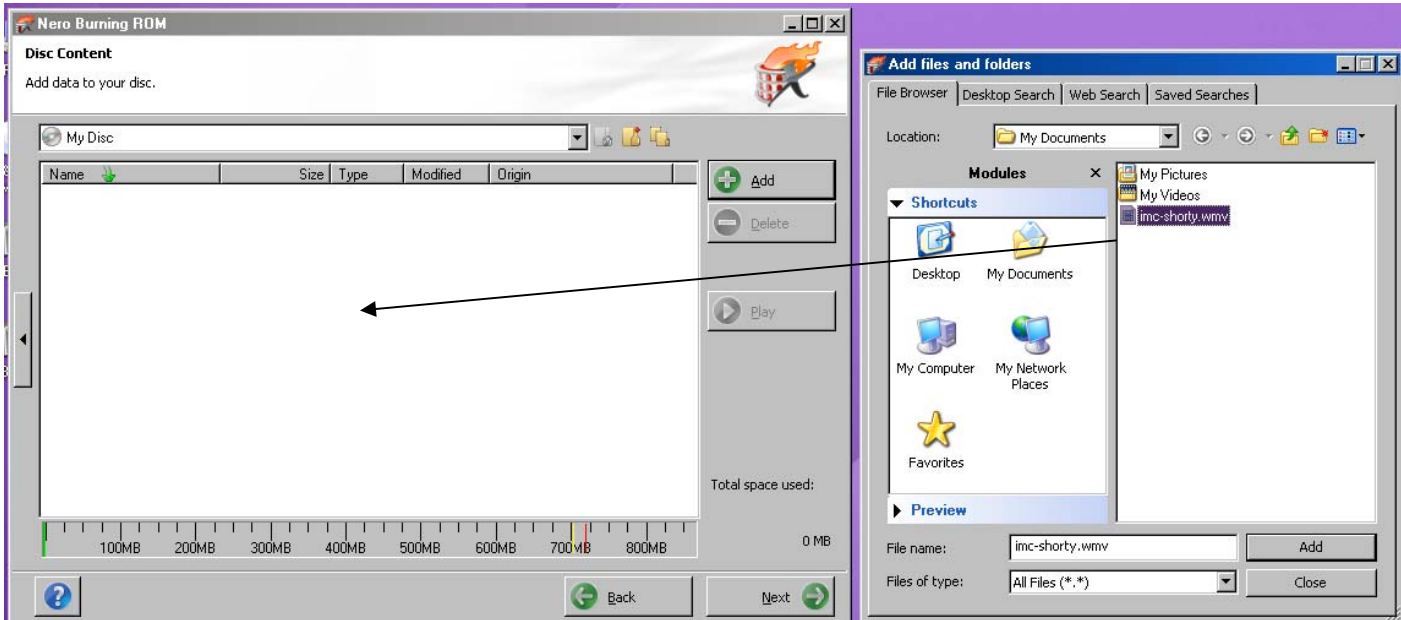 Nero Burning ROM
Disc Content
Add data to your disc.
My Disc
Name Size Type Modified Origin
Add
Delete
Play
Total space used:
100MB 200MB 300MB 400MB 500MB 600MB 700MB 800MB
0 MB
Back Next
Add files and folders
File Browser Desktop Search Web Search Saved Searches
Location: My Documents
Modules
Shortcuts
Desktop My Documents
My Computer My Network Places
Favorites
Preview
My Pictures
My Videos
imc-shorty.wmv
File name: imc-shorty.wmv Add
Files of type: All Files (*.*) Close